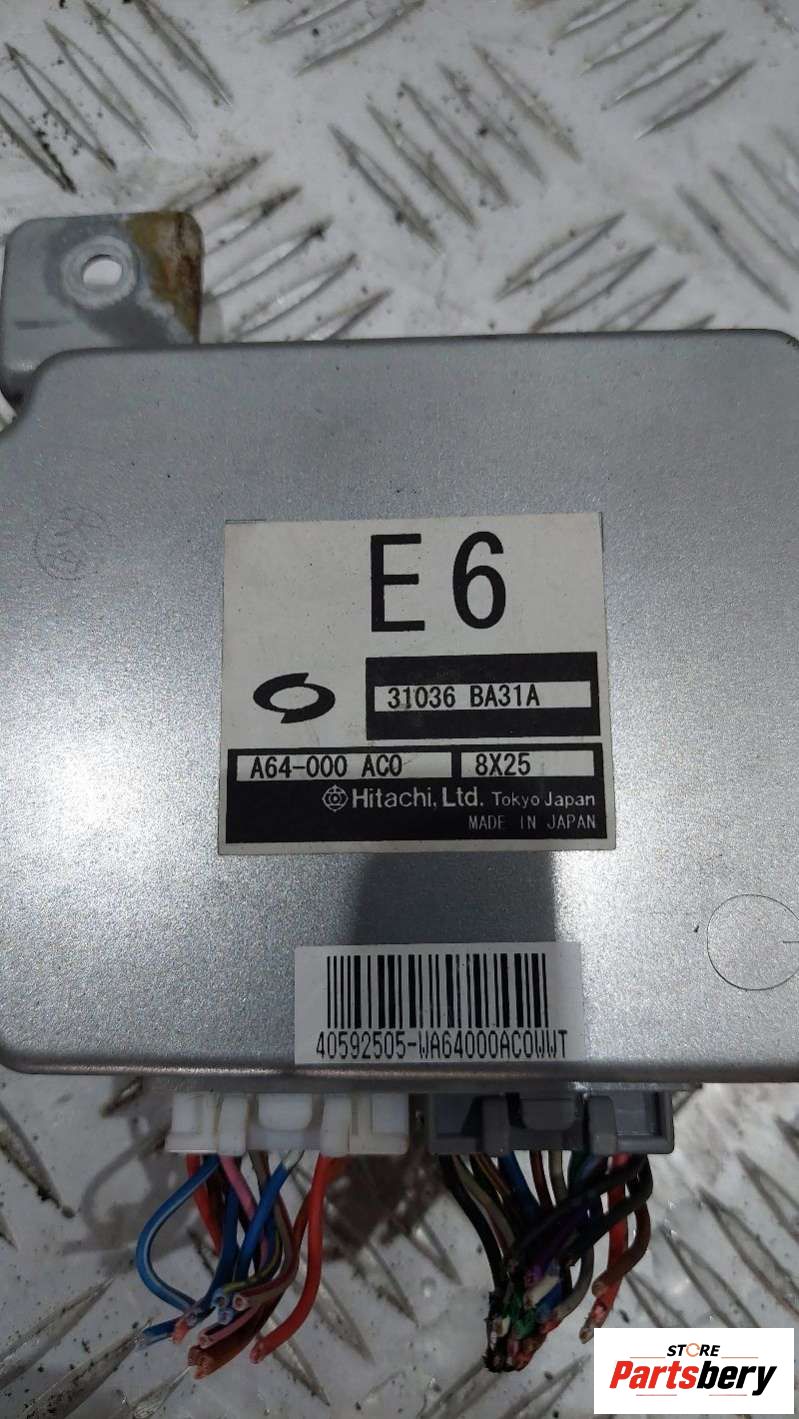 E6
31036 BA31A
A64-000 AC0 8X25
Hitachi, Ltd. Tokyo Japan
MADE IN JAPAN
40592505-WA64000AC0WWT
STORE
Partsbery